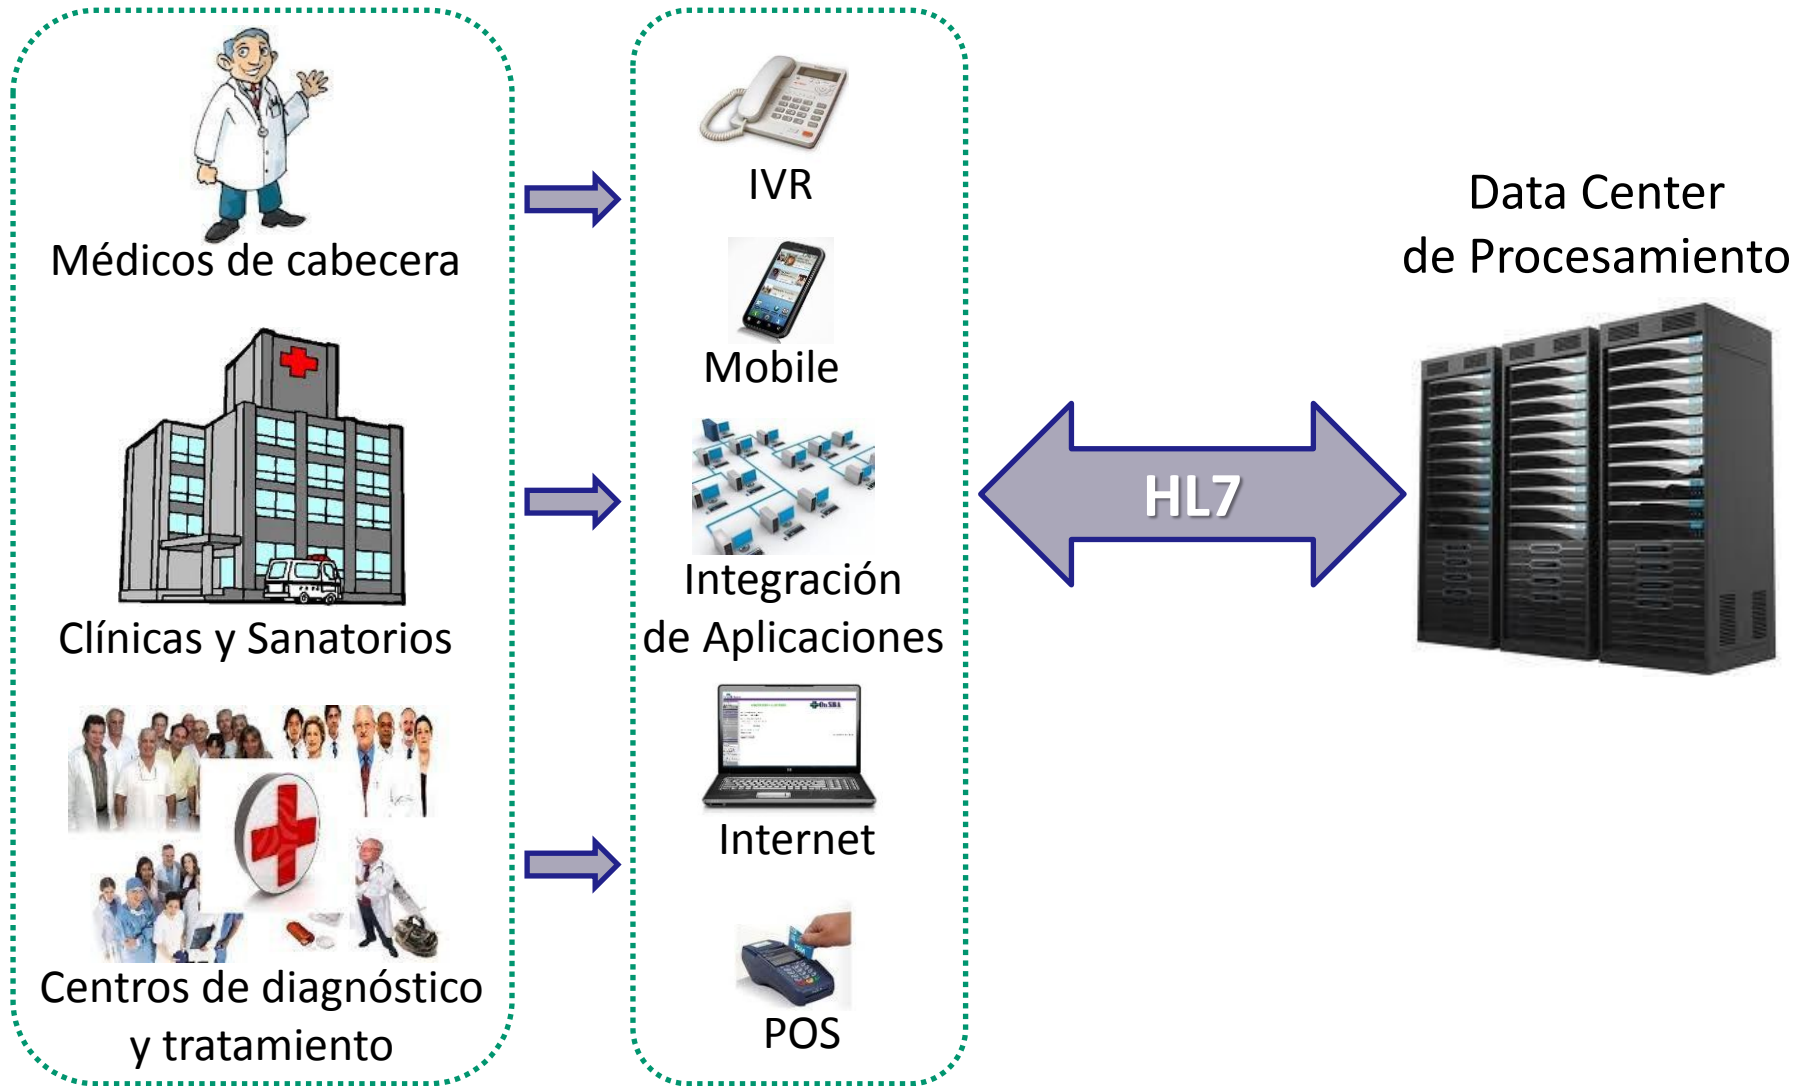 Médicos de cabecera
Clínicas y Sanatorios
Centros de diagnóstico
y tratamiento
IVR
Mobile
Integración
de Aplicaciones
Internet
POS
HL7
Data Center
de Procesamiento